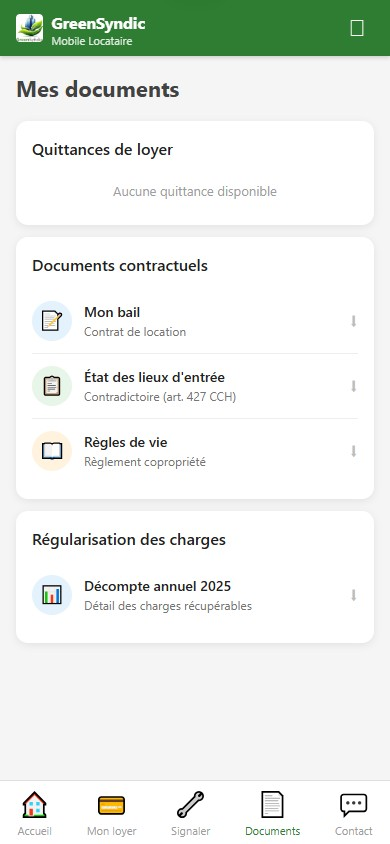 GreenSyndic
Mobile Locataire
Mes documents
Quittances de loyer
Aucune quittance disponible
Documents contractuels
Mon bail
Contrat de location
État des lieux d'entrée
Contradictoire (art. 427 CCH)
Règles de vie
Règlement copropriété
Régularisation des charges
Décompte annuel 2025
Détail des charges récupérables
Accueil
Mon loyer
Signaler
Documents
Contact